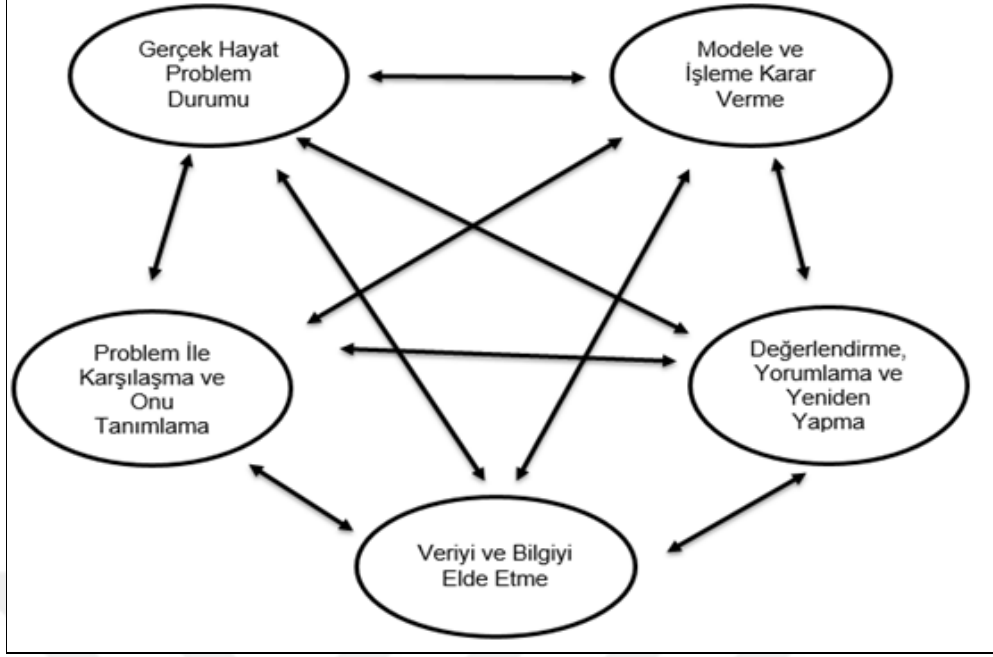 Gerçek Hayat
Problem
Durumu
Modele ve
İşleme Karar
Verme
Problem İle
Karşılaşma ve
Onu
Tanımlama
Değerlendirme,
Yorumlama ve
Yeniden
Yapma
Veriyi ve Bilgiyi
Elde Etme